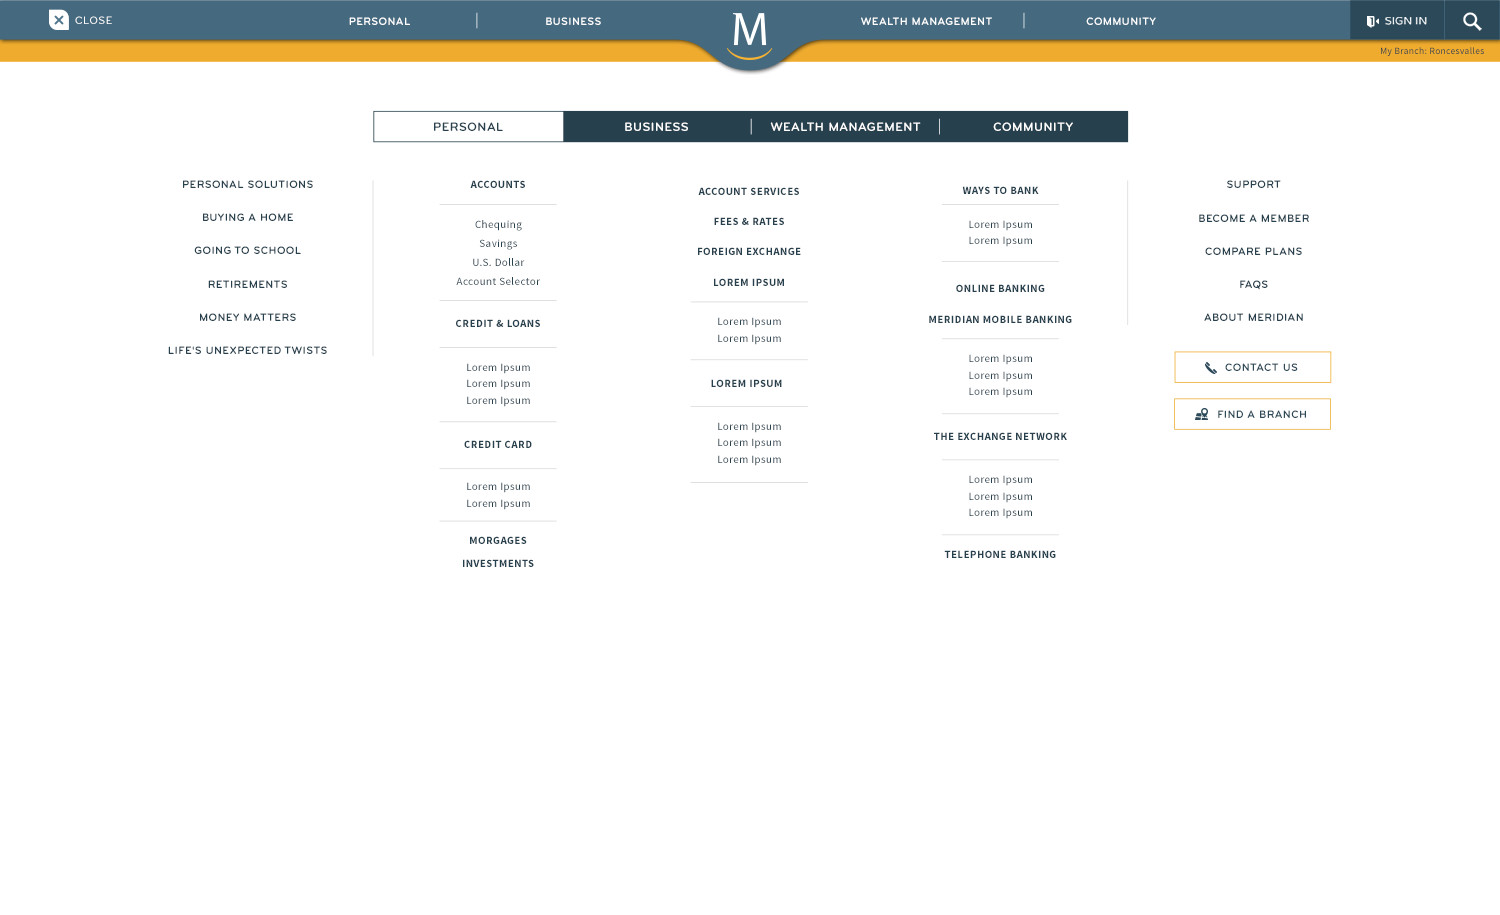 CLOSE
PERSONAL
BUSINESS
M
WEALTH MANAGEMENT
COMMUNITY
SIGN IN
My Branch: Roncesvalles
PERSONAL
BUSINESS
WEALTH MANAGEMENT
COMMUNITY
PERSONAL SOLUTIONS
BUYING A HOME
GOING TO SCHOOL
RETIREMENTS
MONEY MATTERS
LIFE'S UNEXPECTED TWISTS
ACCOUNTS
Chequing
Savings
U.S. Dollar
Account Selector
CREDIT & LOANS
Lorem Ipsum
Lorem Ipsum
Lorem Ipsum
CREDIT CARD
Lorem Ipsum
Lorem Ipsum
MORGAGES
INVESTMENTS
ACCOUNT SERVICES
FEES & RATES
FOREIGN EXCHANGE
LOREM IPSUM
Lorem Ipsum
Lorem Ipsum
LOREM IPSUM
Lorem Ipsum
Lorem Ipsum
Lorem Ipsum
WAYS TO BANK
Lorem Ipsum
Lorem Ipsum
ONLINE BANKING
MERIDIAN MOBILE BANKING
Lorem Ipsum
Lorem Ipsum
Lorem Ipsum
THE EXCHANGE NETWORK
Lorem Ipsum
Lorem Ipsum
Lorem Ipsum
TELEPHONE BANKING
SUPPORT
BECOME A MEMBER
COMPARE PLANS
FAQS
ABOUT MERIDIAN
CONTACT US
FIND A BRANCH